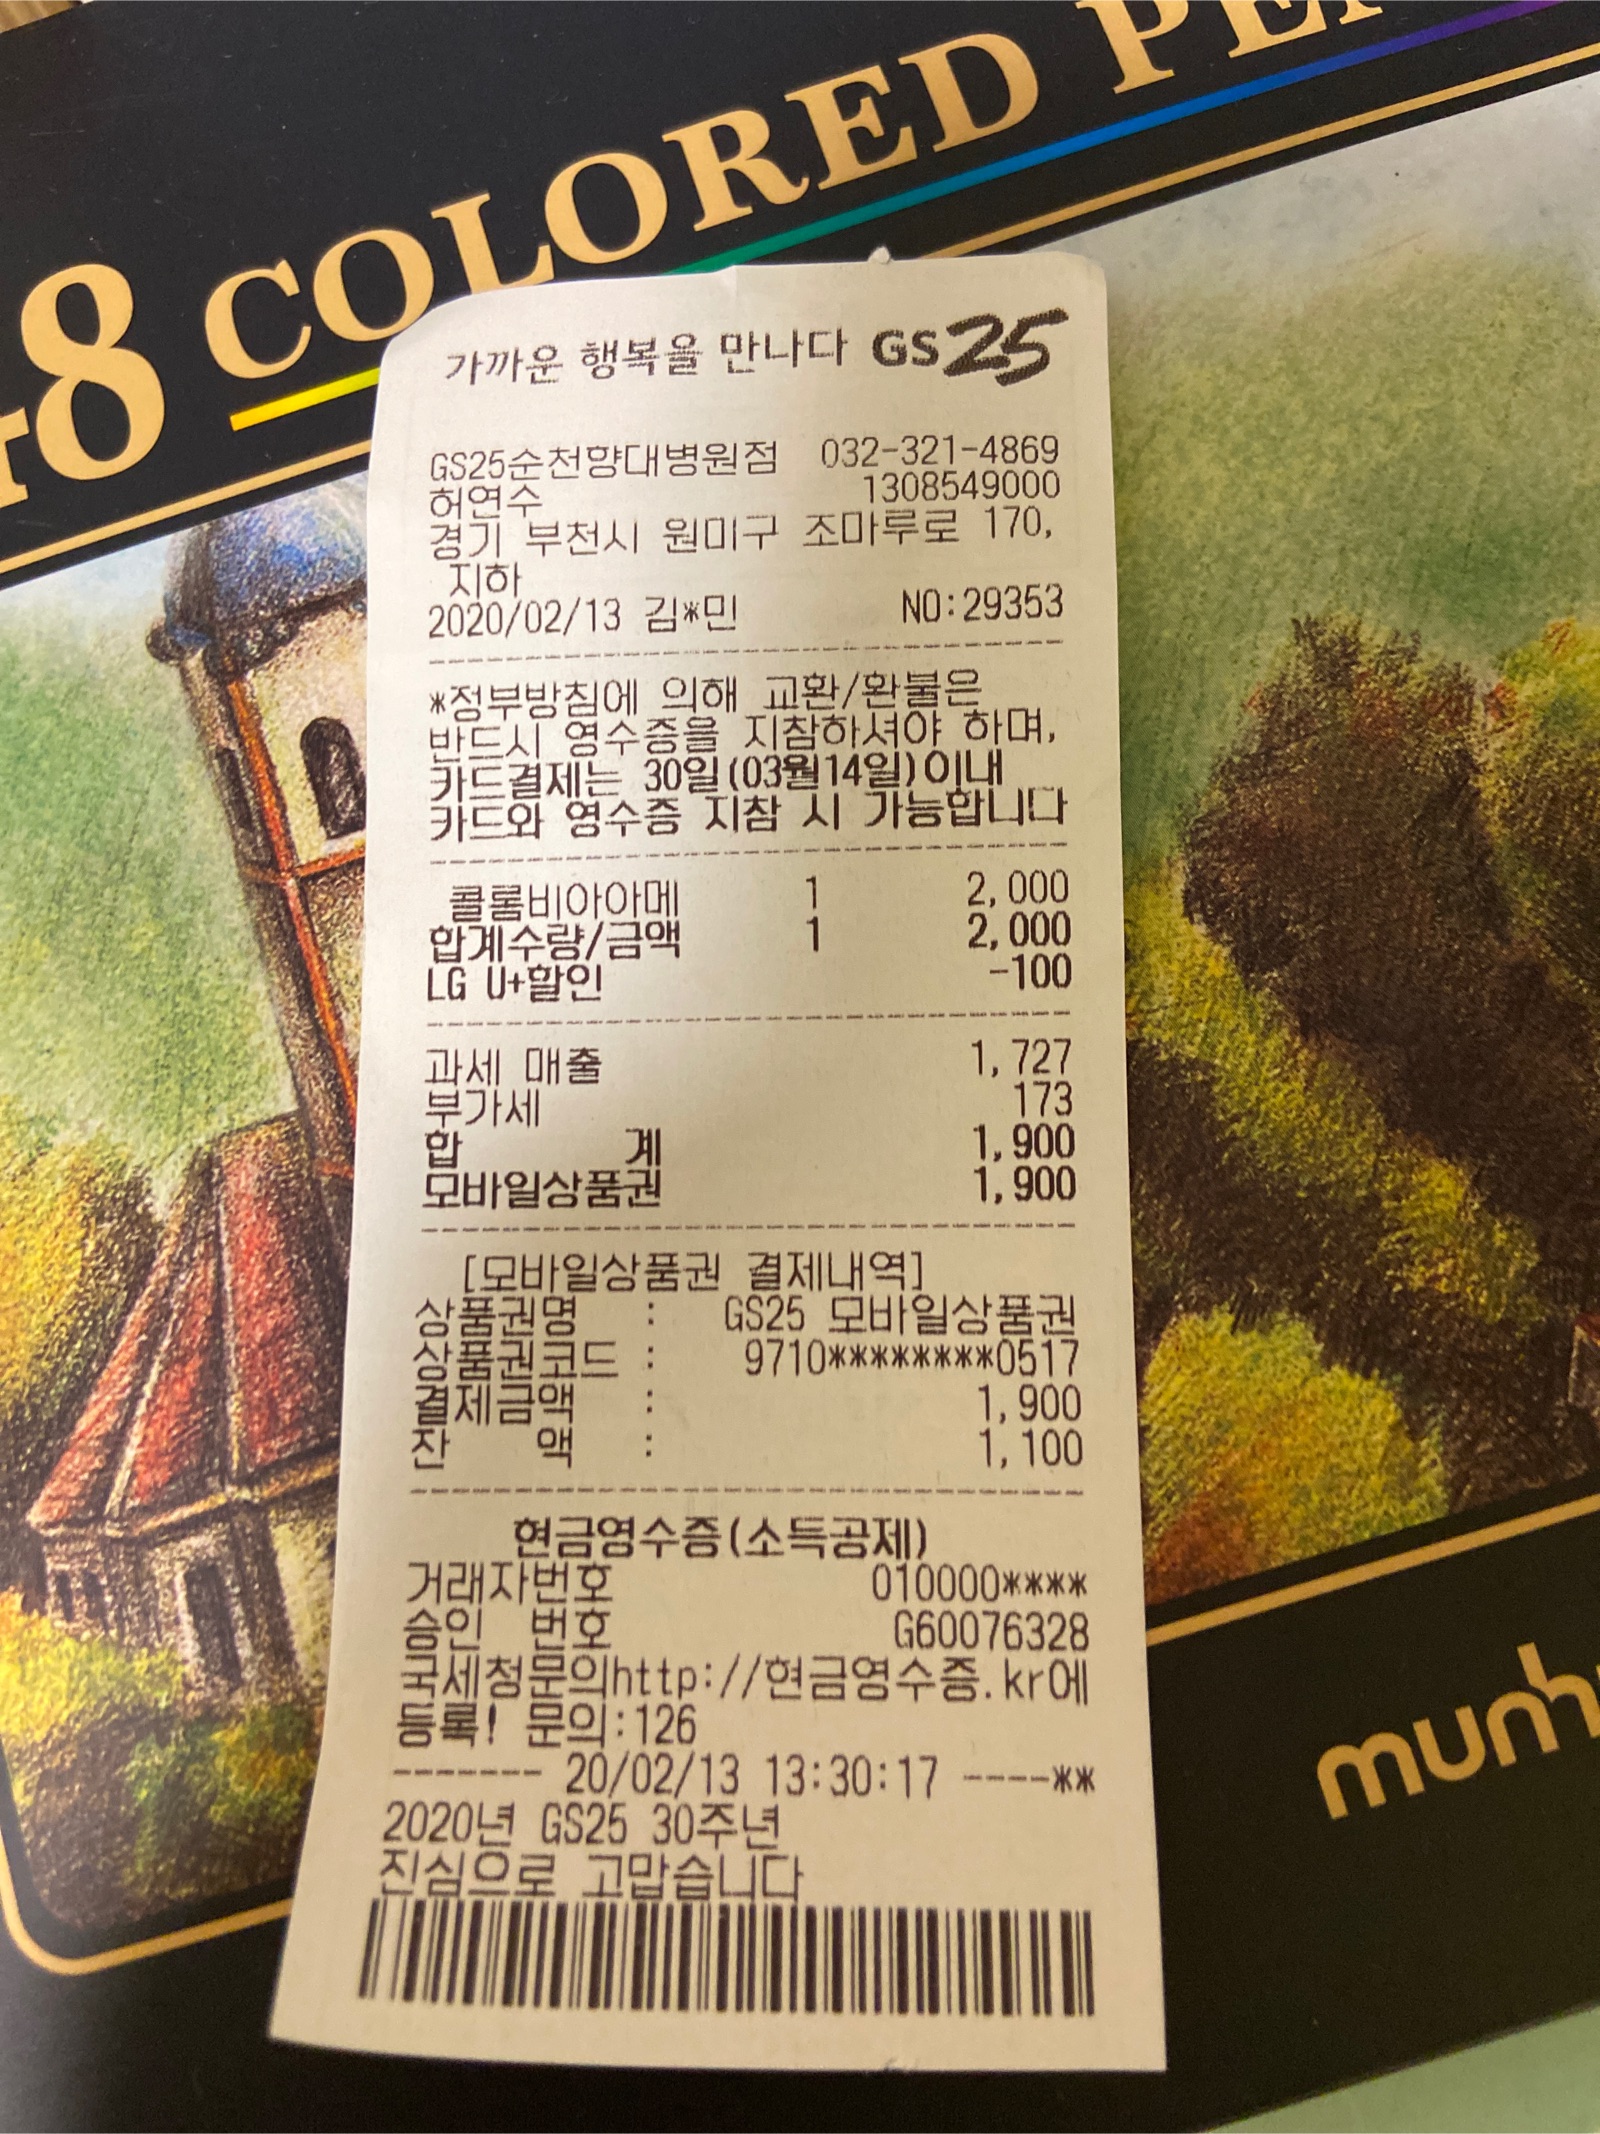 48 COLORED PE
가까운 행복을 만나다 GS25
GS25순천향대병원점 032-321-4869
허연수 1308549000
경기 부천시 원미구 조마루로 170,
지하
2020/02/13 김*민 NO:29353
*정부방침에 의해 교환/환불은
반드시 영수증을 지참하셔야 하며,
카드결제는 30일(03월14일)이내
카드와 영수증 지참 시 가능합니다
콜롬비아아메 1 2,000
합계수량/금액 1 2,000
LG U+할인 -100
과세 매출 1,727
부가세 173
합 계 1,900
모바일상품권 1,900
[모바일상품권 결제내역]
상품권명 : GS25 모바일상품권
상품권코드 : 9710********0517
결제금액 : 1,900
잔 액 : 1,100
현금영수증(소득공제)
거래자번호 010000****
승인 번호 G60076328
국세청문의http://현금영수증.kr에
등록! 문의:126
------- 20/02/13 13:30:17 ----**
2020년 GS25 30주년
진심으로 고맙습니다
munh